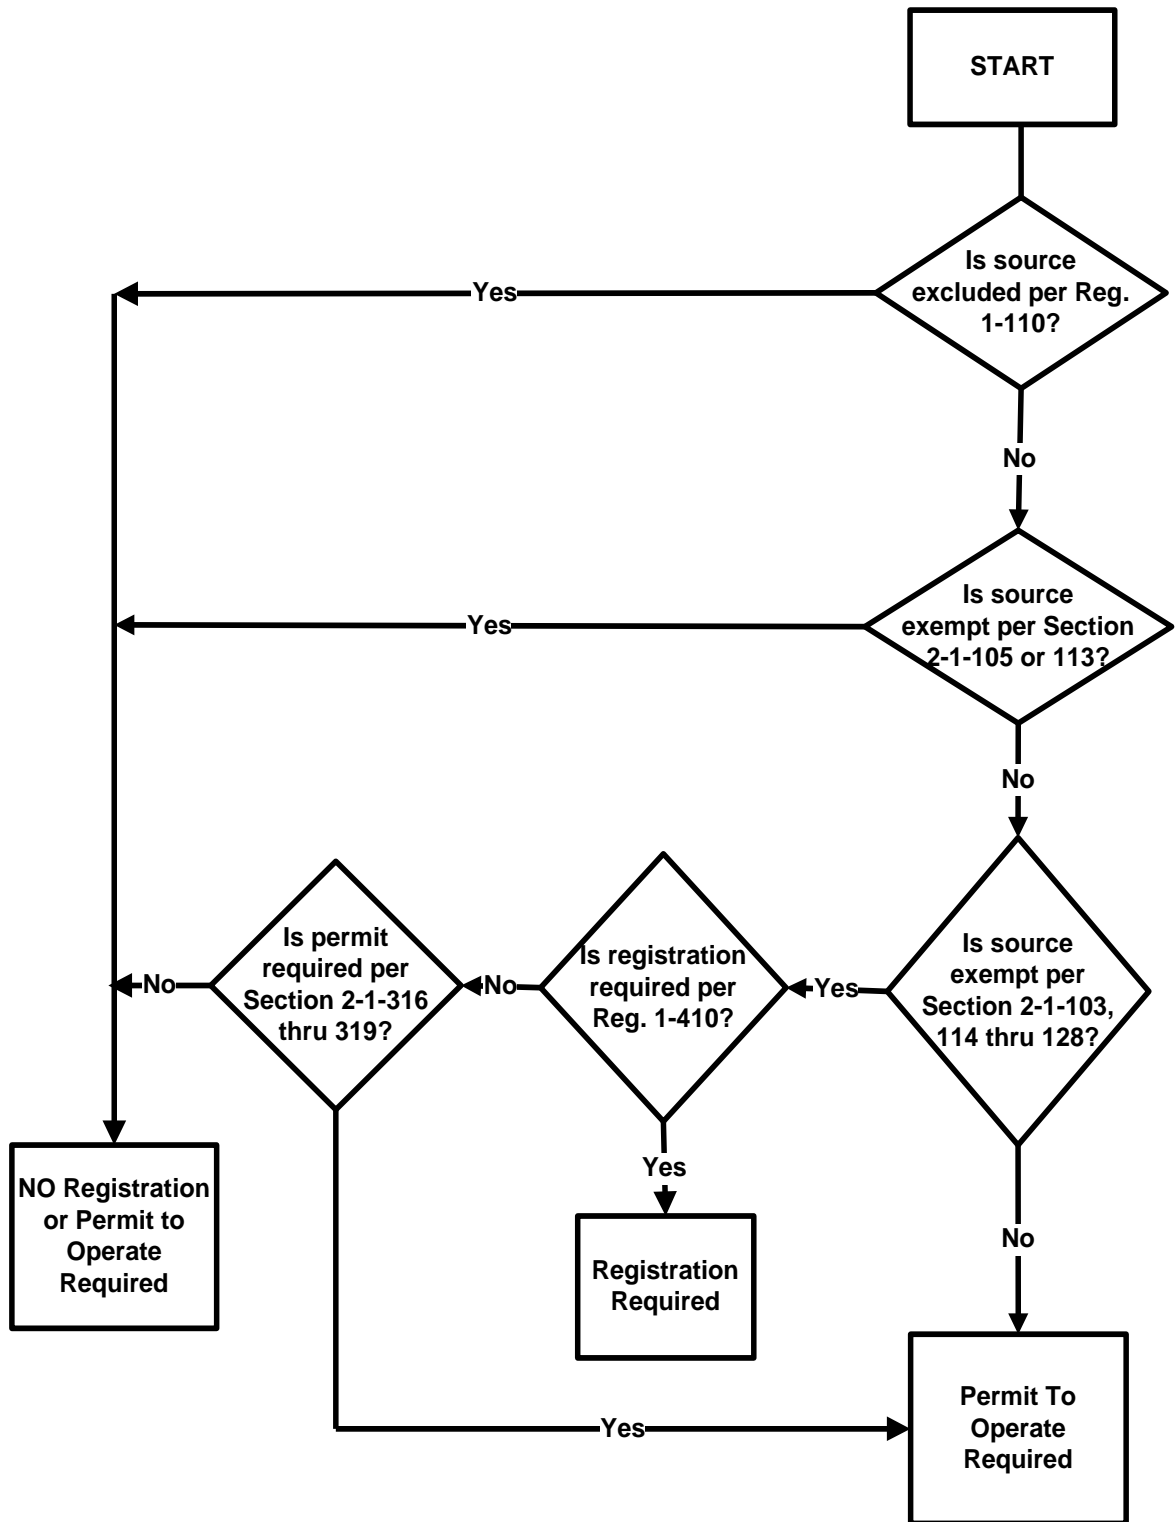 START
Is source
excluded per Reg.
1-110?
Yes
No
Is source
exempt per Section
2-1-105 or 113?
Yes
No
Is source
exempt per
Section 2-1-103,
114 thru 128?
Yes
Is registration
required per
Reg. 1-410?
No
Is permit
required per
Section 2-1-316
thru 319?
No
Yes
No
NO Registration
or Permit to
Operate
Required
Registration
Required
Yes
Permit To
Operate
Required